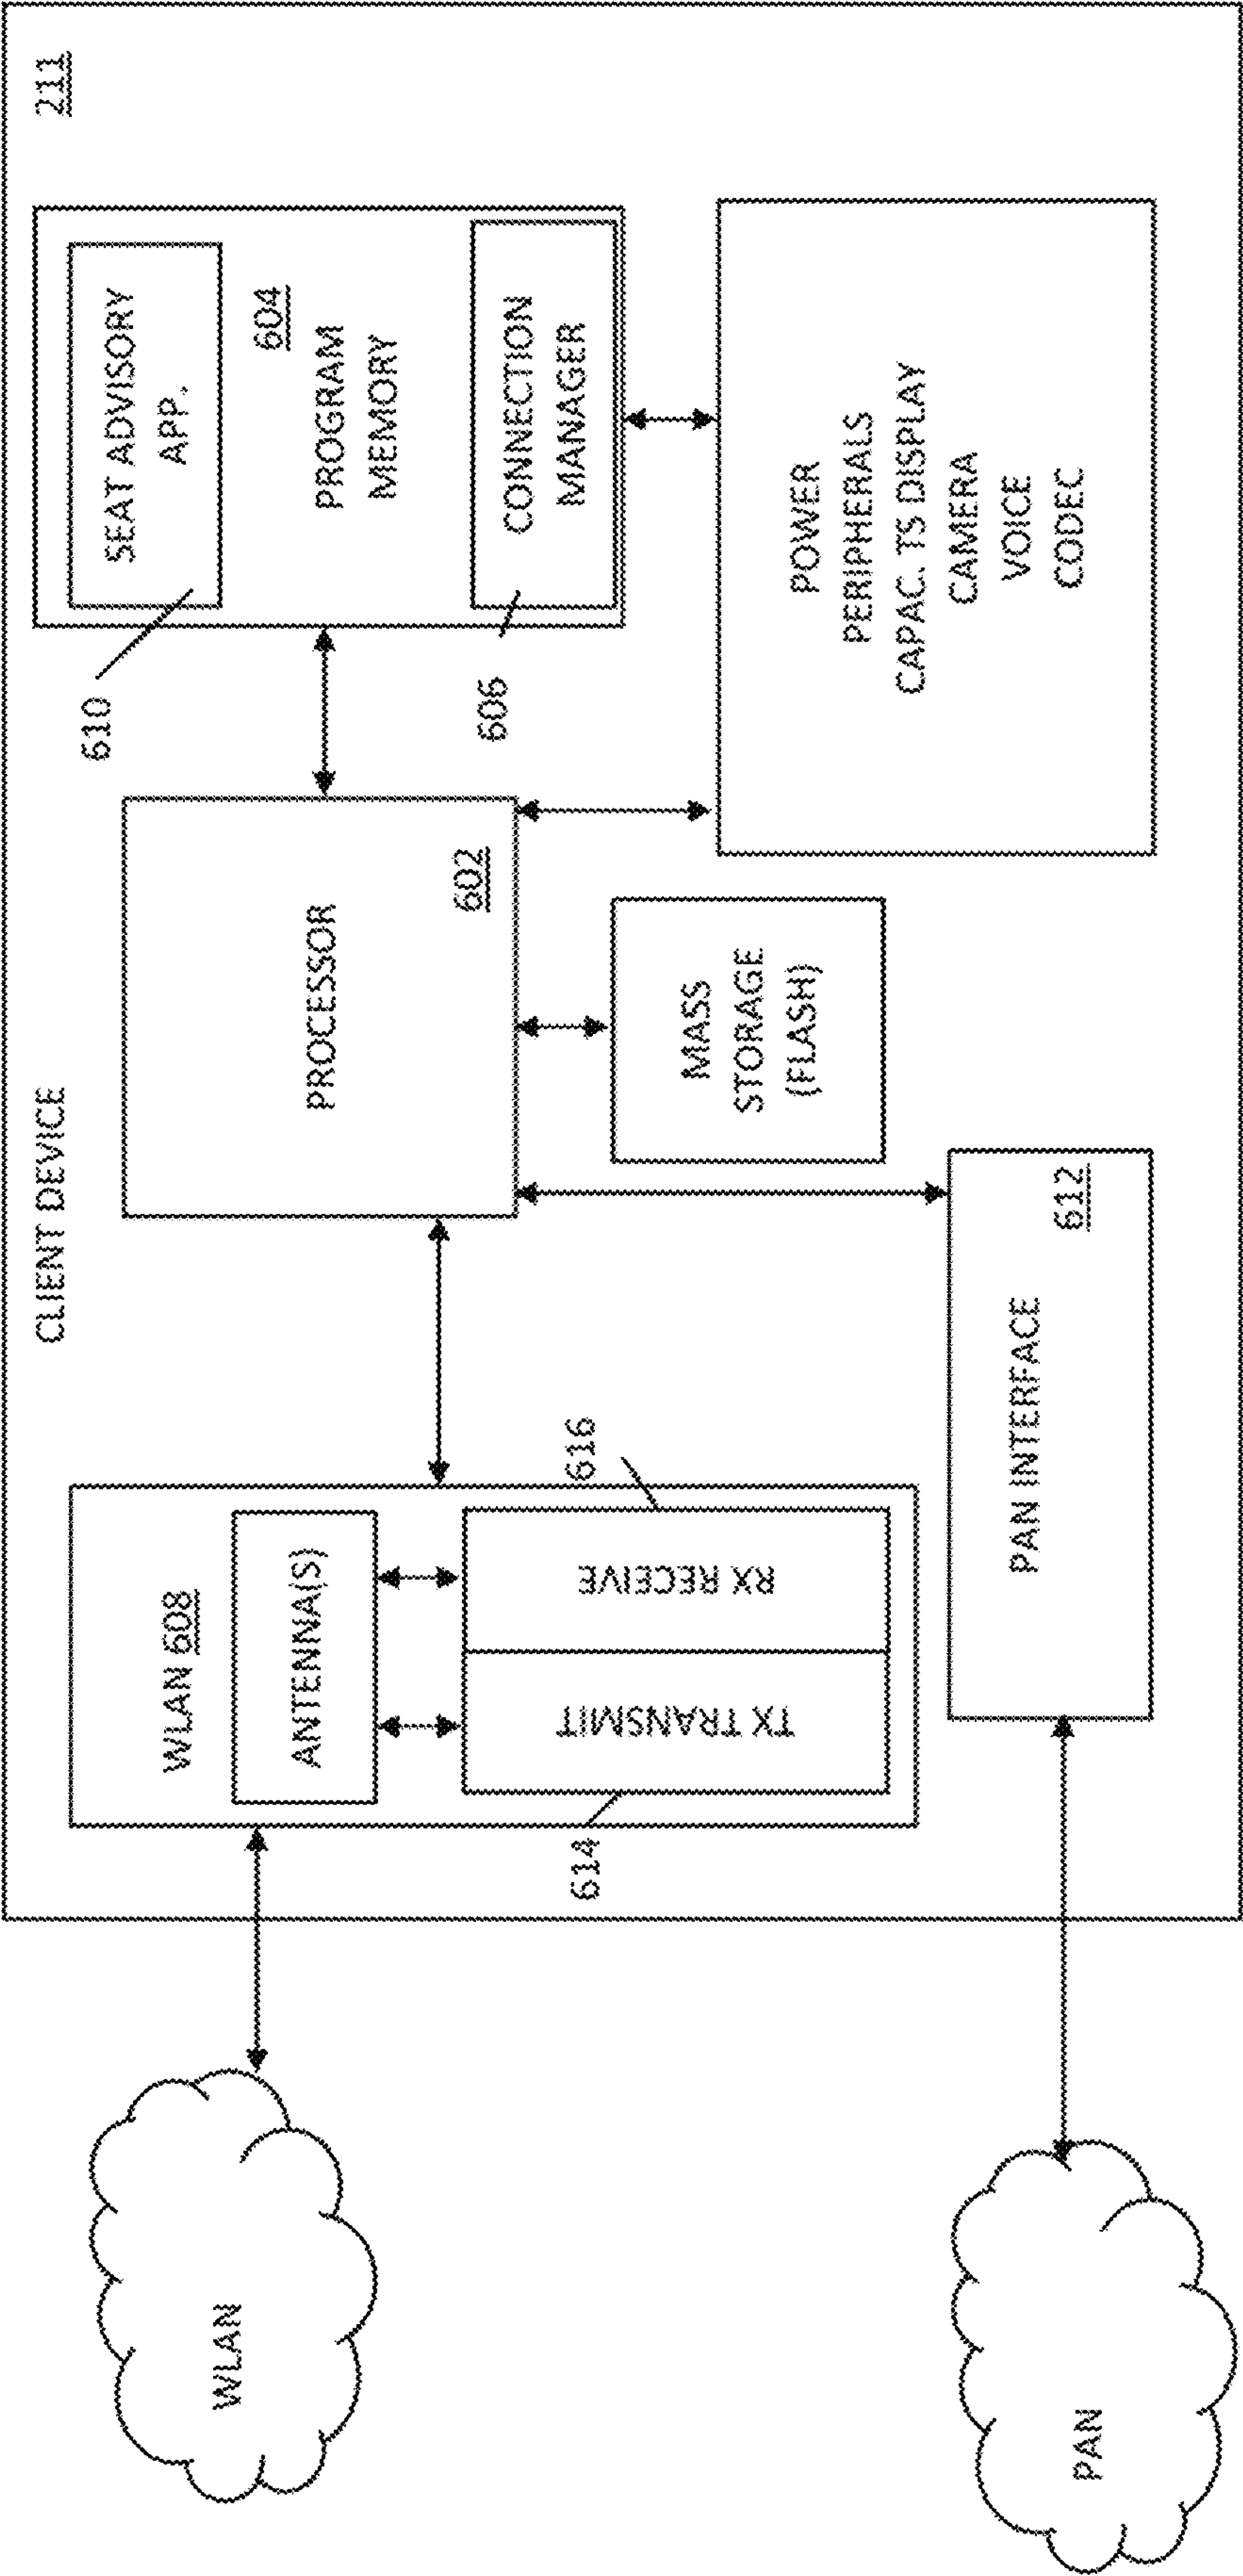 CLIENT DEVICE
211
WLAN 608
ANTENNA(S)
TX TRANSMIT
RX RECEIVE
614
616
PROCESSOR
602
610
SEAT ADVISORY
APP.
604
PROGRAM
MEMORY
606
CONNECTION
MANAGER
MASS
STORAGE
(FLASH)
POWER
PERIPHERALS
CAPAC. TS DISPLAY
CAMERA
VOICE
CODEC
PAN INTERFACE
612
WLAN
PAN